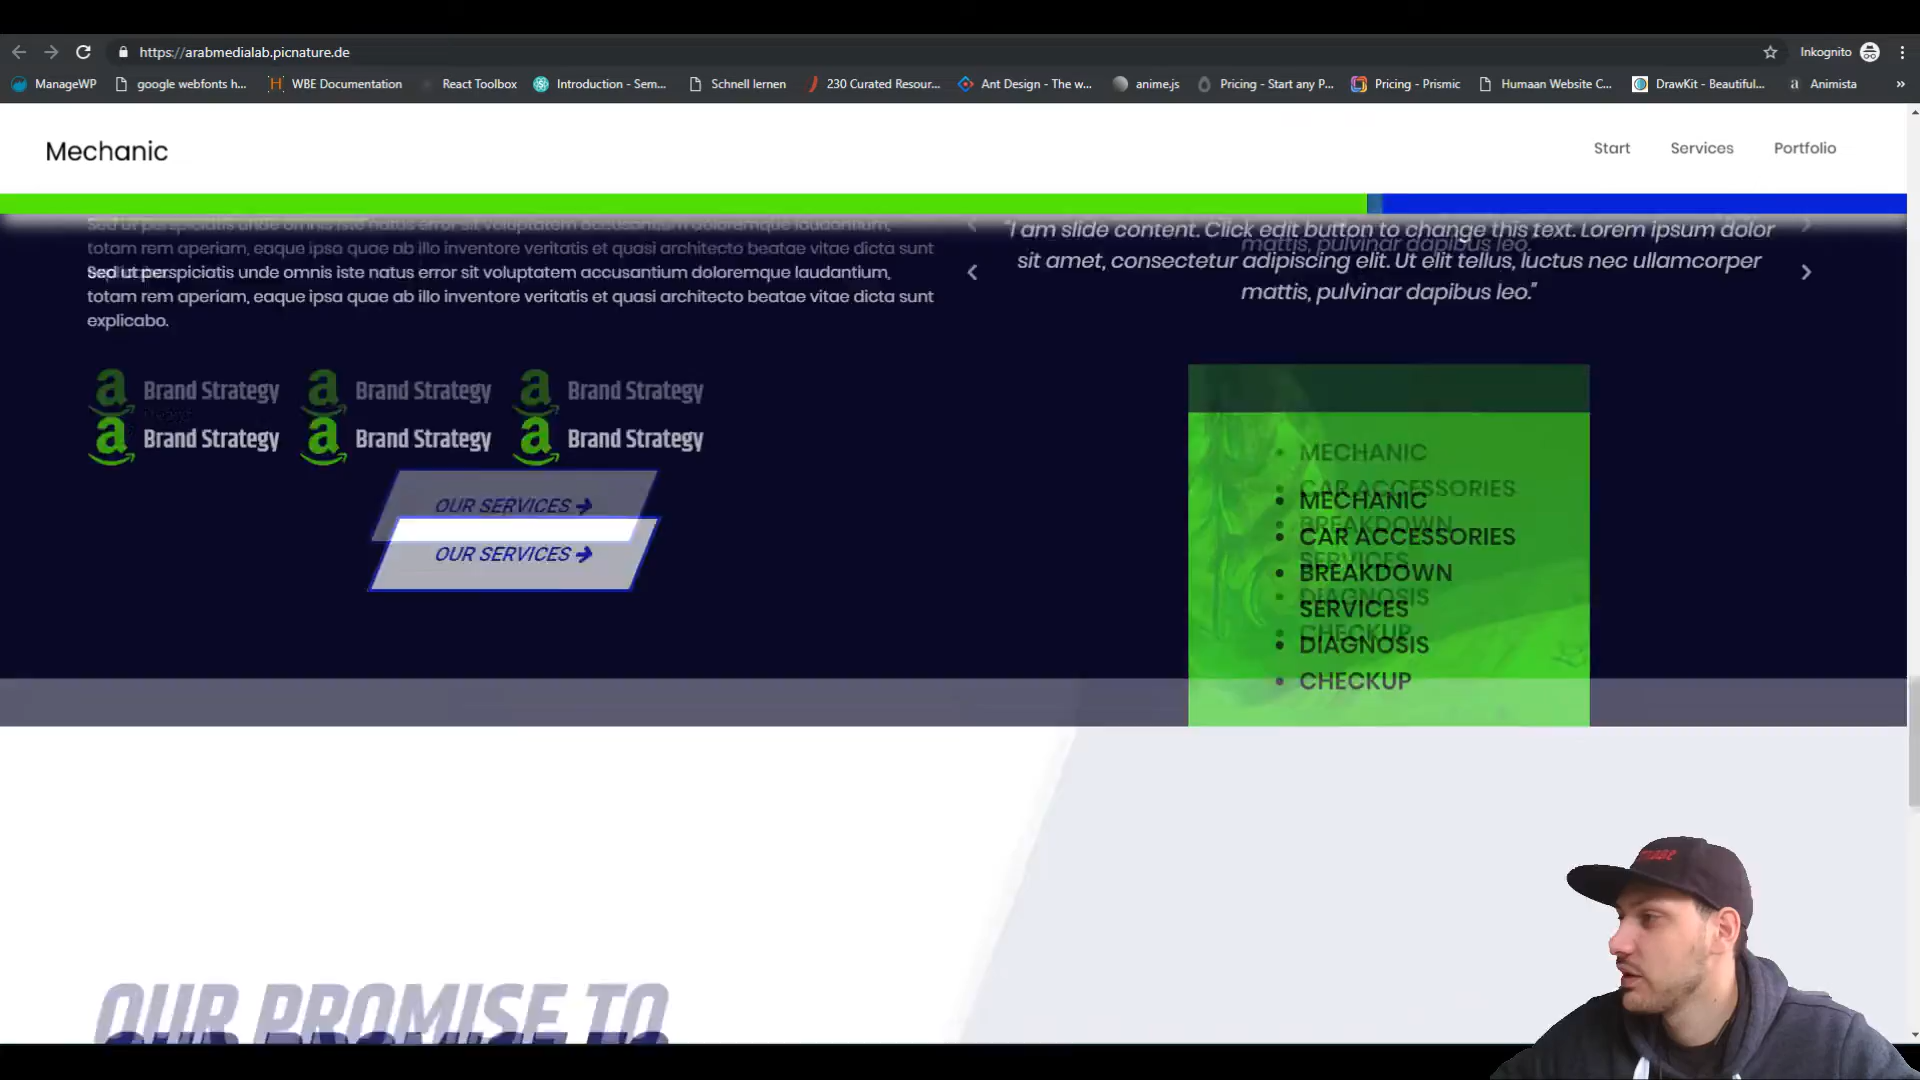 https://arabmedialab.picnature.de
Inkognito
ManageWP
google webfonts h...
WBE Documentation
React Toolbox
Introduction - Sem...
Schnell lernen
230 Curated Resour...
Ant Design - The w...
anime.js
Pricing - Start any P...
Pricing - Prismic
Humaan Website C...
DrawKit - Beautiful...
Animista
»
Mechanic
Start
Services
Portfolio
Sed ut perspiciatis unde omnis iste natus error sit voluptatem accusantium doloremque laudantium,
totam rem aperiam, eaque ipsa quae ab illo inventore veritatis et quasi architecto beatae vitae dicta sunt
Sed ut perspiciatis unde omnis iste natus error sit voluptatem accusantium doloremque laudantium,
totam rem aperiam, eaque ipsa quae ab illo inventore veritatis et quasi architecto beatae vitae dicta sunt
explicabo.
"I am slide content. Click edit button to change this text. Lorem ipsum dolor
mattis, pulvinar dapibus leo."
sit amet, consectetur adipiscing elit. Ut elit tellus, luctus nec ullamcorper
mattis, pulvinar dapibus leo."
Brand Strategy
Brand Strategy
Brand Strategy
Brand Strategy
Brand Strategy
Brand Strategy
OUR SERVICES
OUR SERVICES
• MECHANIC
• CAR ACCESSORIES
• MECHANIC
• BREAKDOWN
• CAR ACCESSORIES
SERVICES
• BREAKDOWN
• DIAGNOSIS
SERVICES
• CHECKUP
• DIAGNOSIS
• CHECKUP
OUR PROMISE TO
OUR PROMISE TO